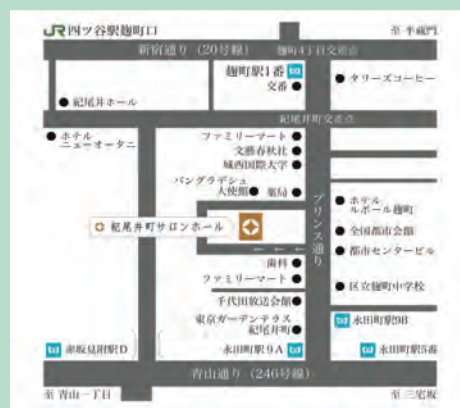 JR四ツ谷駅麹町口
至 半蔵門
新宿通り（20号線）
麹町4丁目交差点
麹町駅1番
交番
タリーズコーヒー
紀尾井ホール
紀尾井町交差点
ホテル
ニューオータニ
ファミリーマート
文藝春秋社
城西国際大学
バングラデシュ
大使館
薬局
プリンス通り
ホテル
ルポール麹町
紀尾井町サロンホール
全国都市会館
都市センタービル
← ← ←
歯科
ファミリーマート
区立麹町中学校
千代田放送会館
東京ガーデンテラス
紀尾井町
永田町駅9B
赤坂見附駅D
永田町駅9A
永田町駅5番
青山通り（246号線）
至 青山一丁目
至 三宅坂